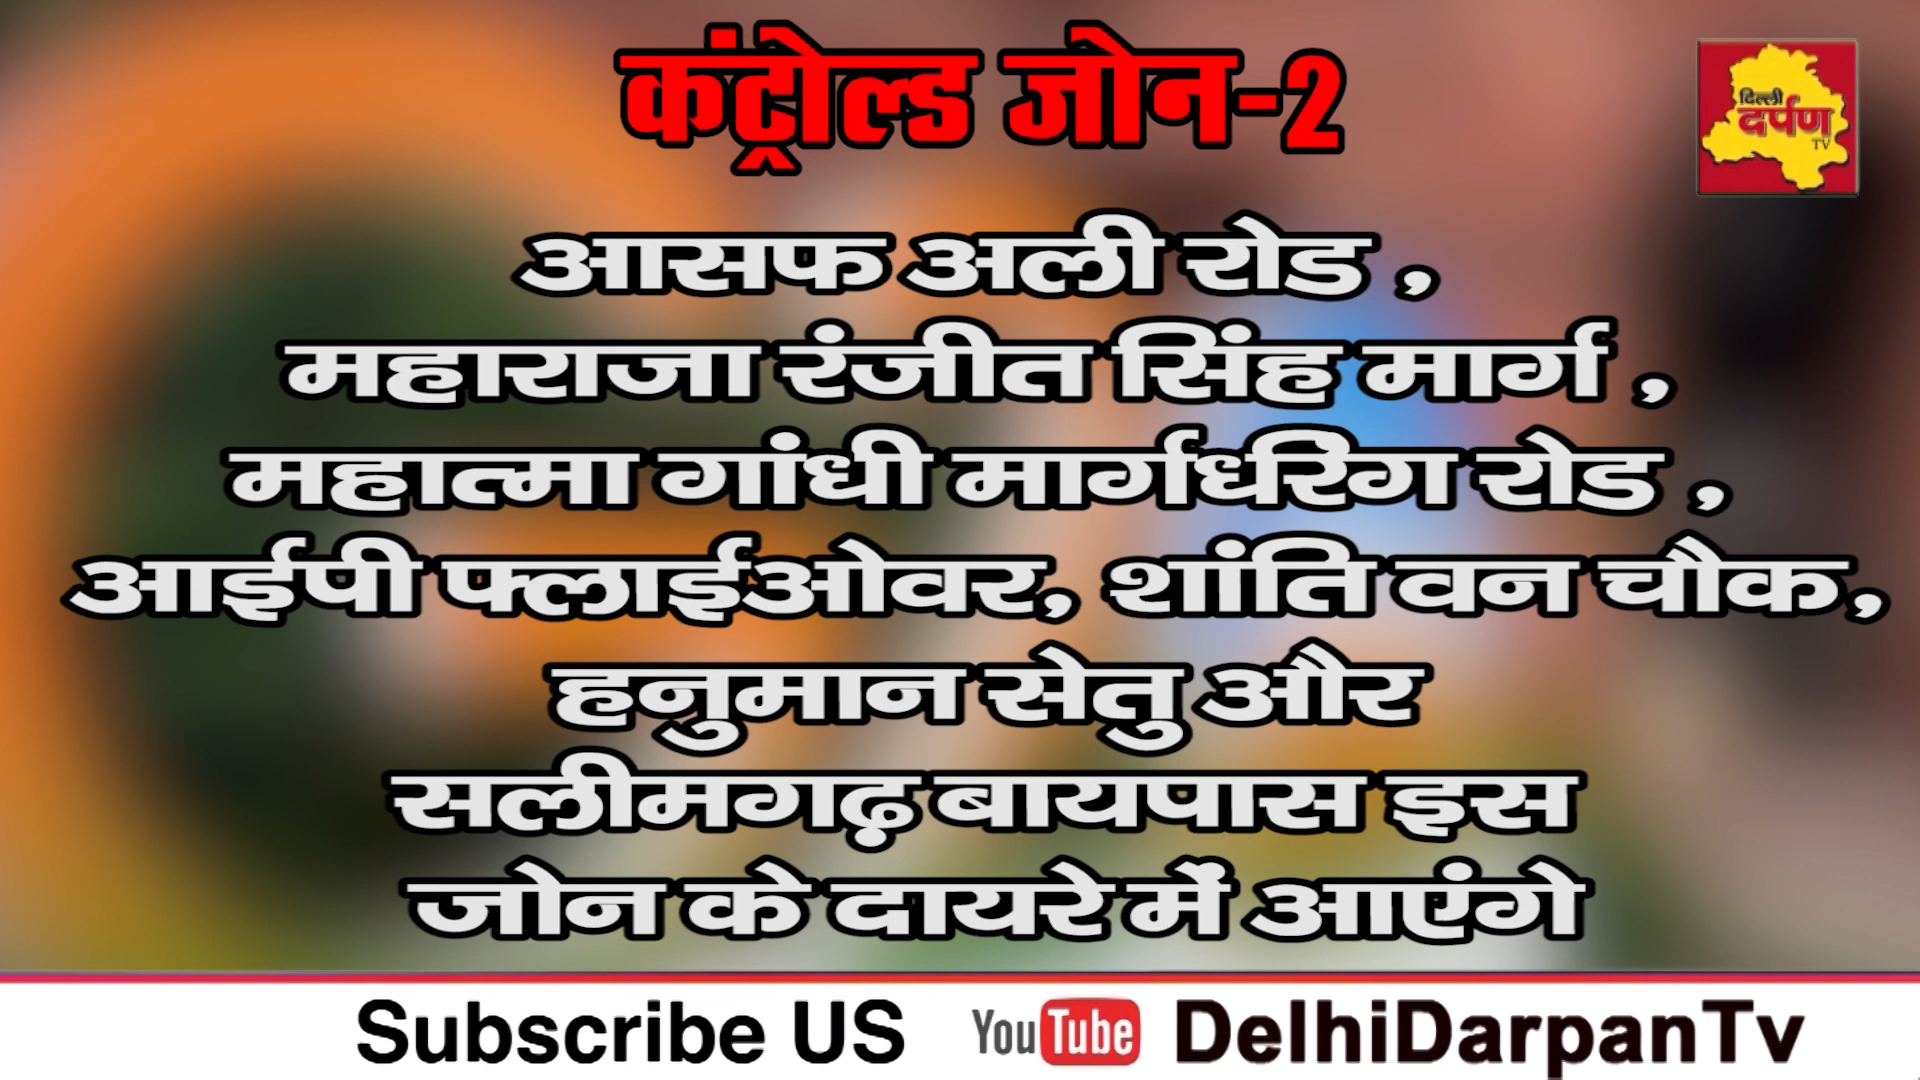 कंट्रोल्ड जोन-2
दिल्ली
दर्पण
TV
आसफ अली रोड ,
महाराजा रंजीत सिंह मार्ग ,
महात्मा गांधी मार्गधरिंग रोड ,
आईपी फ्लाईओवर, शांति वन चौक,
हनुमान सेतु और
सलीमगढ़ बायपास इस
जोन के दायरे में आएंगे
Subscribe US YouTube DelhiDarpanTv